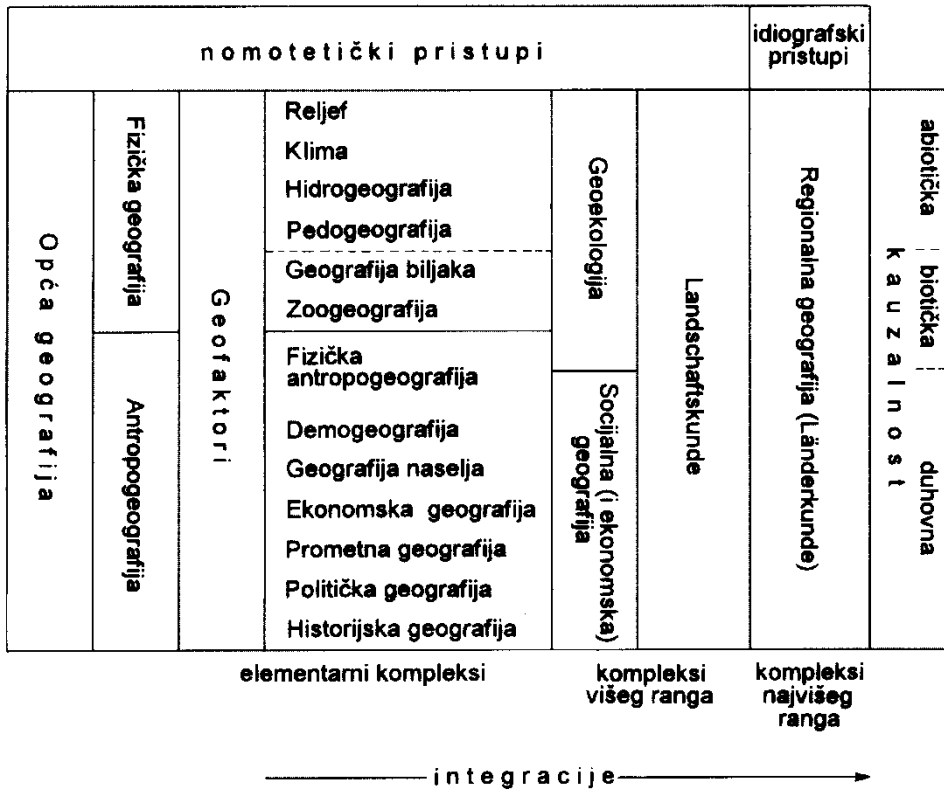 nomotetički pristupi
idiografski
pristupi
Opća geografija
Fizička geografija
Antropogeografija
Geofaktori
Reljef
Klima
Hidrogeografija
Pedogeografija
Geografija biljaka
Zoogeografija
Fizička
antropogeografija
Demogeografija
Geografija naselja
Ekonomska geografija
Prometna geografija
Politička geografija
Historijska geografija
Geoekologija
Socijalna (i ekonomska)
geografija
Landschaftskunde
Regionalna geografija (Länderkunde)
kauzalnost
abiotička
biotička
duhovna
elementarni kompleksi
kompleksi
višeg ranga
kompleksi
najvišeg
ranga
integracije